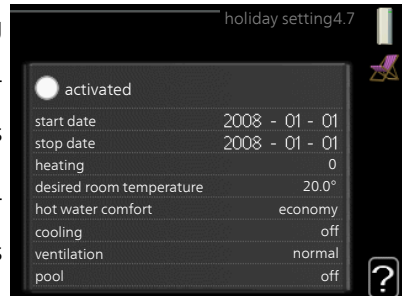 holiday setting4.7
activated
start date 2008 - 01 - 01
stop date 2008 - 01 - 01
heating 0
desired room temperature 20.0°
hot water comfort economy
cooling off
ventilation normal
pool off
?